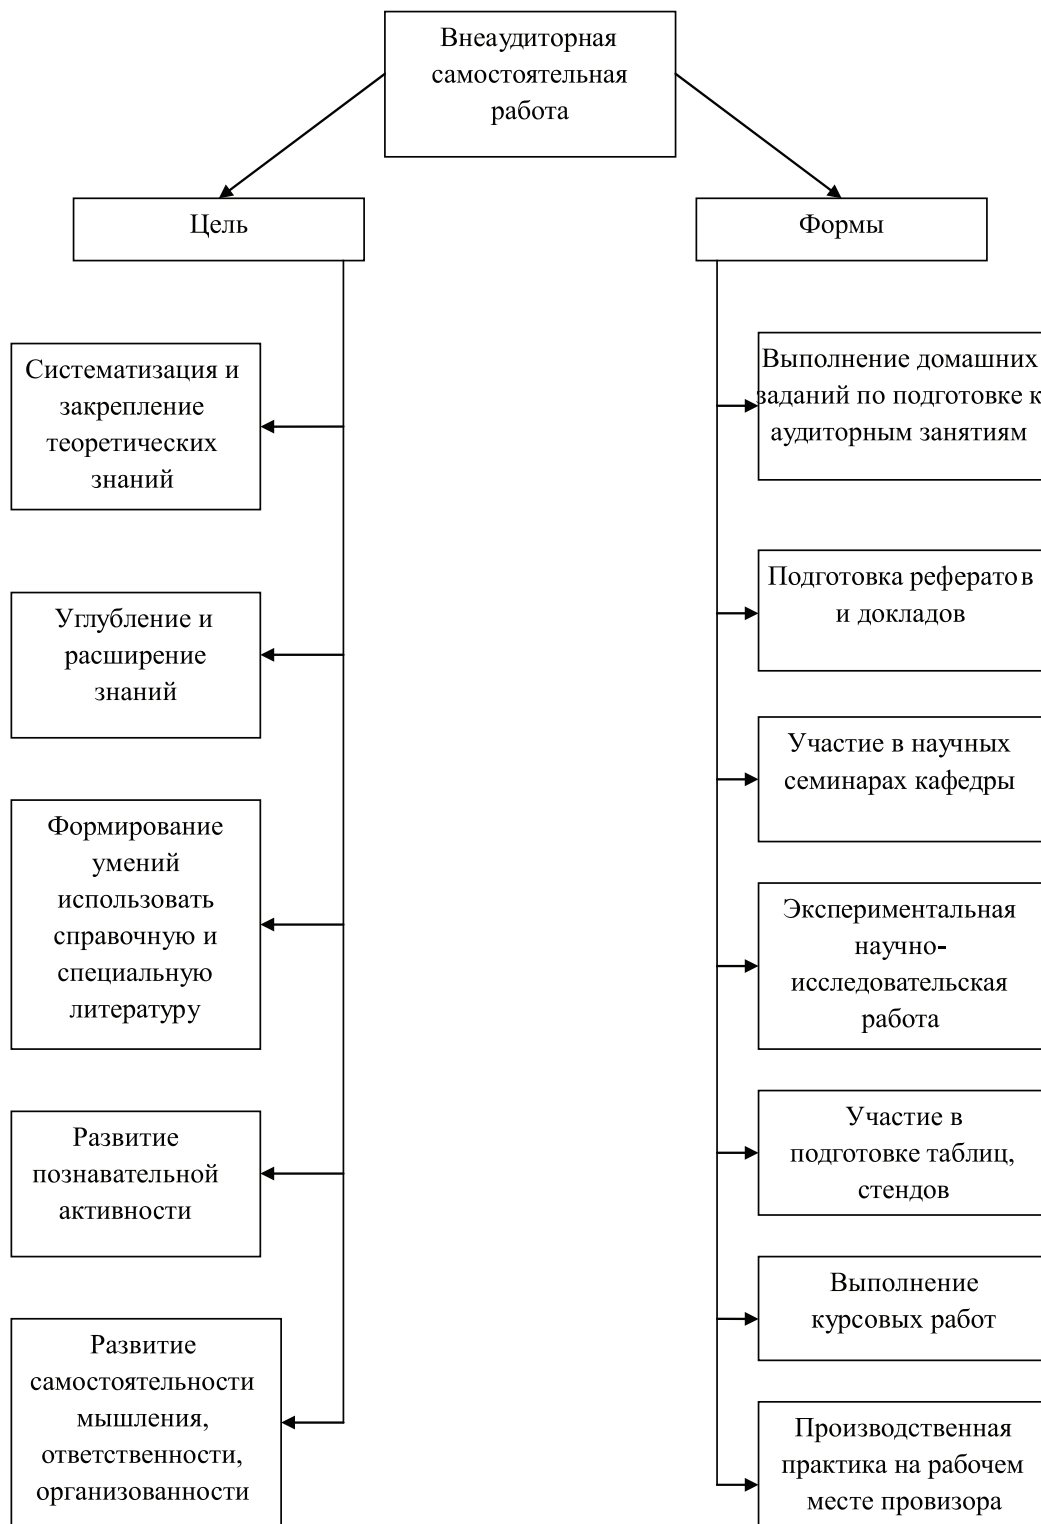 Внеаудиторная
самостоятельная
работа
Цель
Формы
Систематизация и
закрепление
теоретических
знаний
Углубление и
расширение
знаний
Формирование
умений
использовать
справочную и
специальную
литературу
Развитие
познавательной
активности
Развитие
самостоятельности
мышления,
ответственности,
организованности
Выполнение домашних
заданий по подготовке к
аудиторным занятиям
Подготовка рефератов
и докладов
Участие в научных
семинарах кафедры
Экспериментальная
научно-
исследовательская
работа
Участие в
подготовке таблиц,
стендов
Выполнение
курсовых работ
Производственная
практика на рабочем
месте провизора